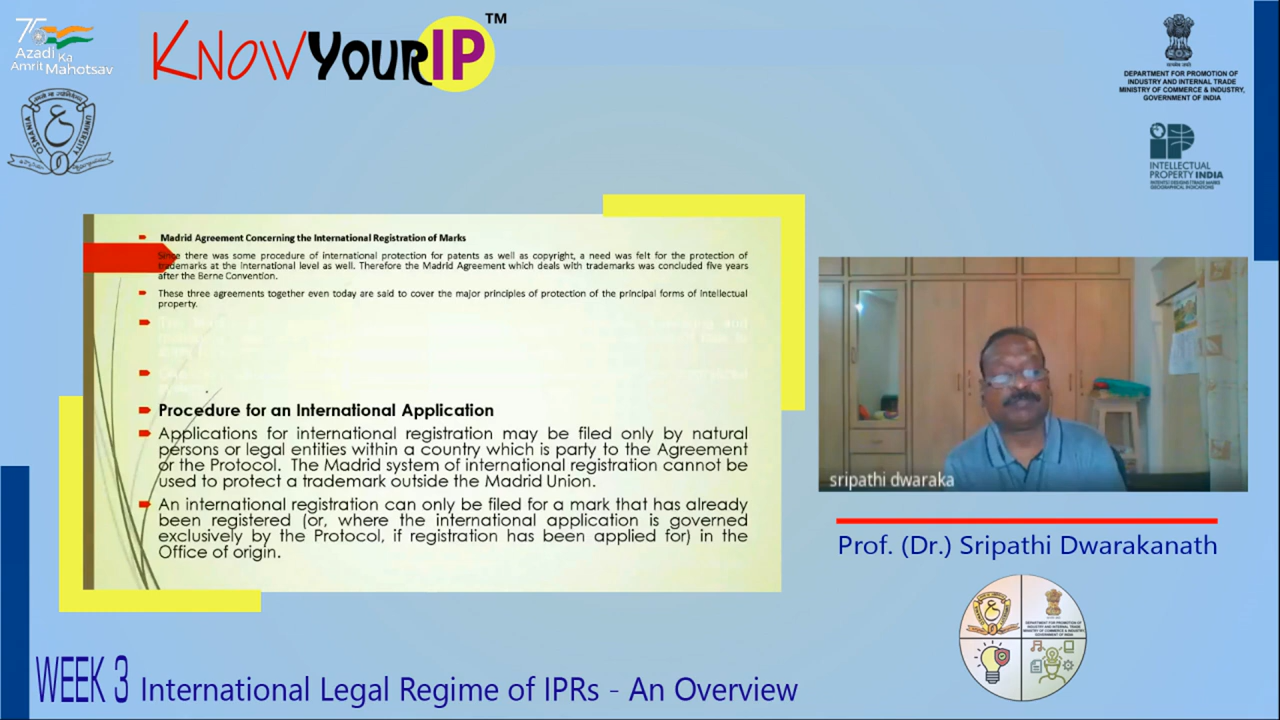 75
Azadi Ka
Amrit Mahotsav
KNOWYOURIP™
OSMANIA UNIVERSITY
DEPARTMENT FOR PROMOTION OF
INDUSTRY AND INTERNAL TRADE
MINISTRY OF COMMERCE & INDUSTRY,
GOVERNMENT OF INDIA
iP
INTELLECTUAL
PROPERTY INDIA
Madrid Agreement Concerning the International Registration of Marks
Since there was some procedure of international protection for patents as well as copyright, a need was felt for the protection of
trademarks at the international level as well. Therefore the Madrid Agreement which deals with trademarks was concluded five years
after the Berne Convention.
These three agreements together even today are said to cover the major principles of protection of the principal forms of intellectual
property.
Procedure for an International Application
Applications for international registration may be filed only by natural
persons or legal entities within a country which is party to the Agreement
or the Protocol. The Madrid system of international registration cannot be
used to protect a trademark outside the Madrid Union.
An international registration can only be filed for a mark that has already
been registered (or, where the international application is governed
exclusively by the Protocol, if registration has been applied for) in the
Office of origin.
sripathi dwaraka
Prof. (Dr.) Sripathi Dwarakanath
WEEK 3 International Legal Regime of IPRs - An Overview